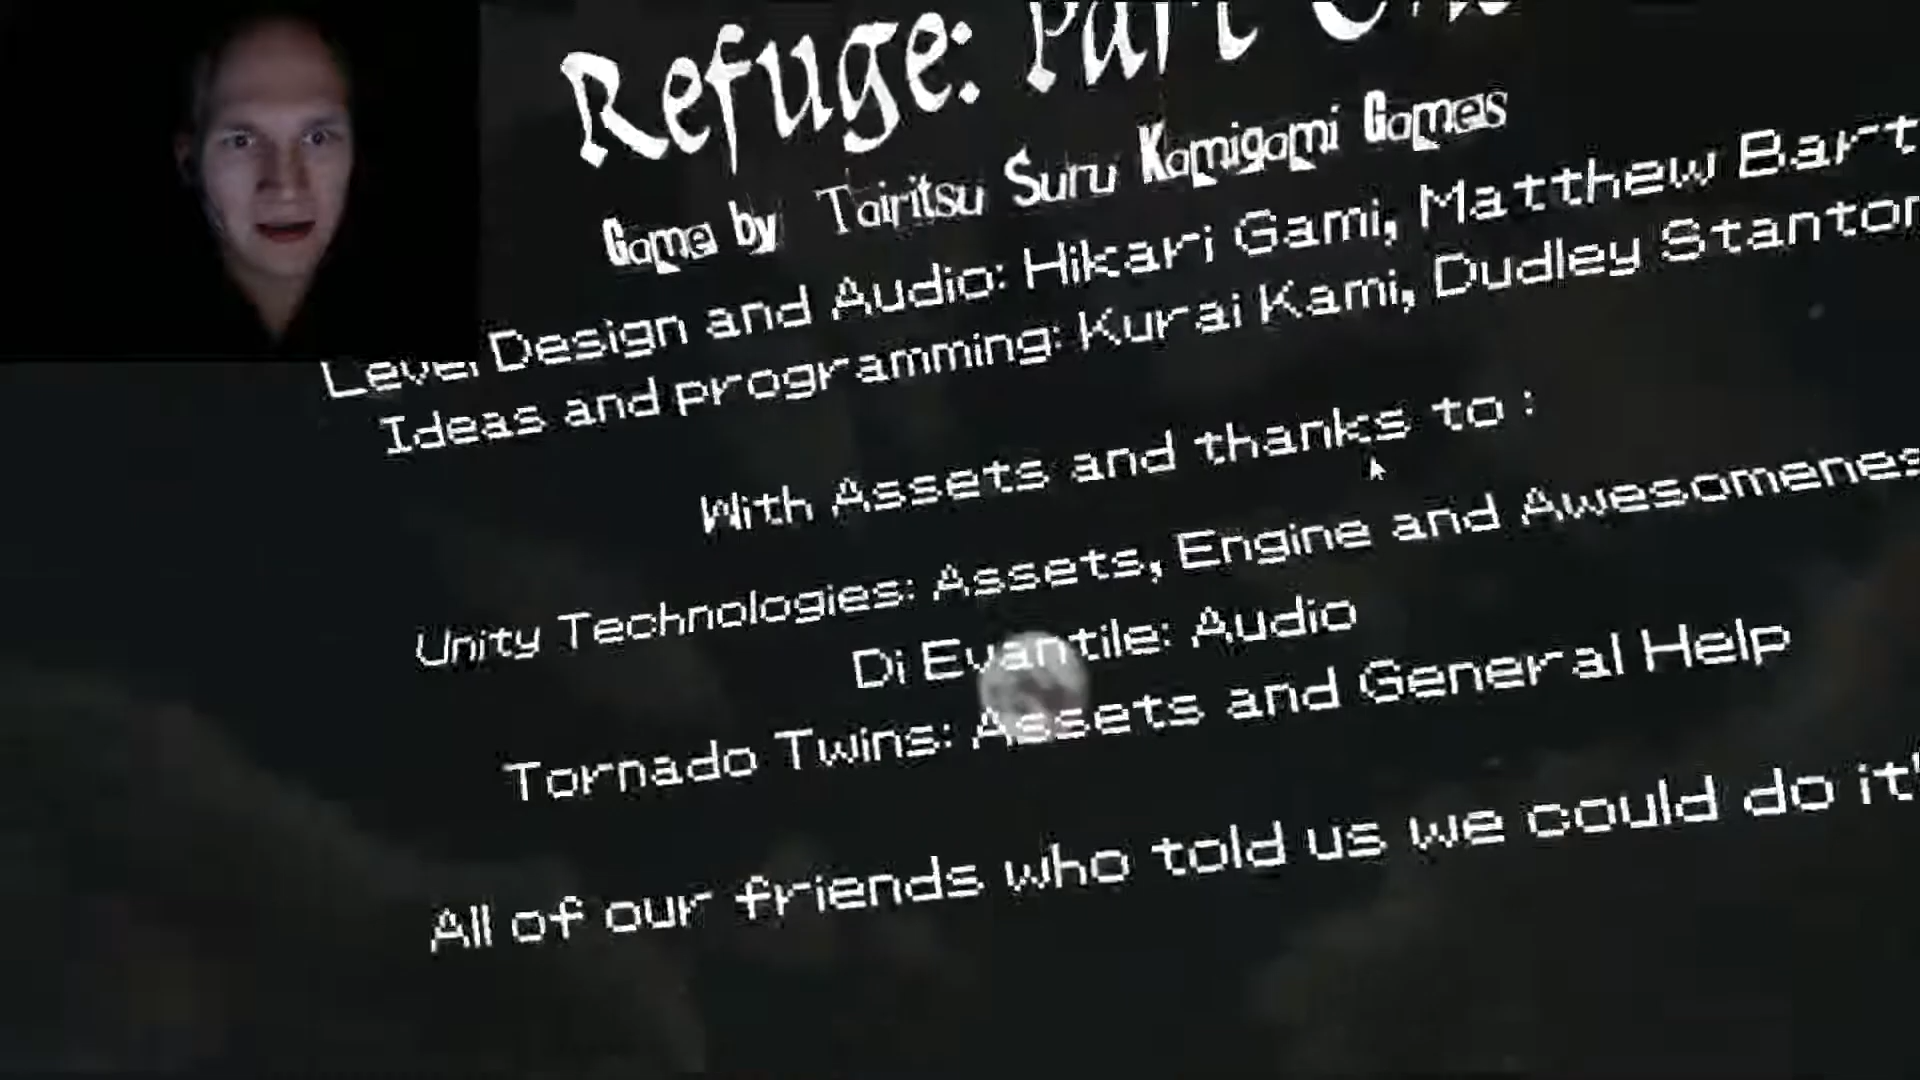 Refuge: Part One
Game by Tairitsu Suru Kamigami Games
Level Design and Audio: Hikari Gami, Matthew Bart
Ideas and programming: Kurai Kami, Dudley Stanton
With Assets and thanks to :
Unity Technologies: Assets, Engine and Awesomenes
Di Evantile: Audio
Tornado Twins: Assets and General Help
All of our friends who told us we could do it